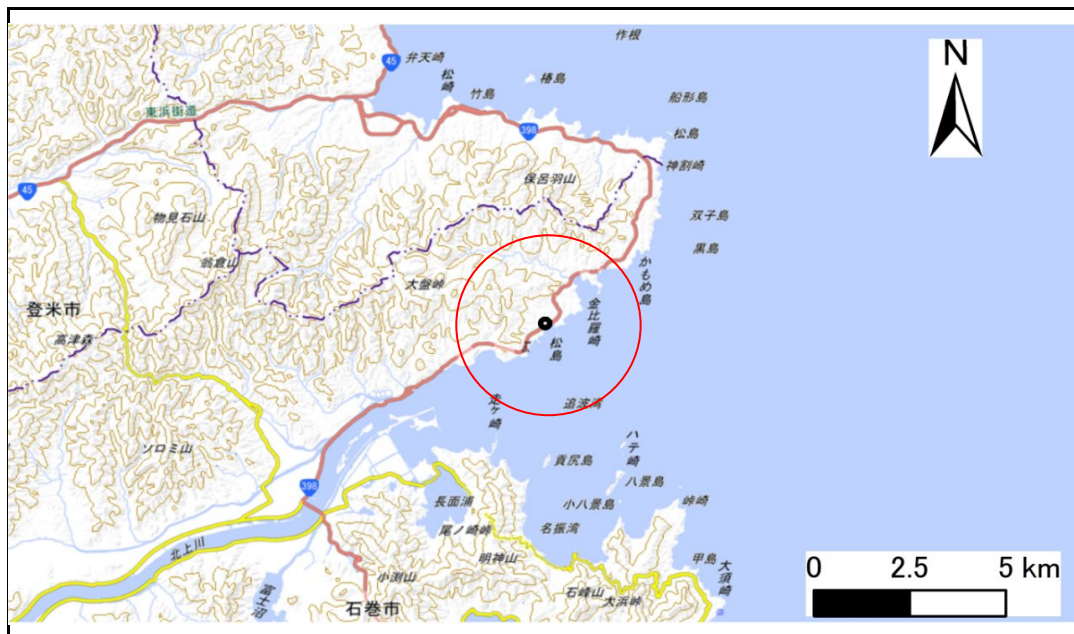 作根
弁天崎
45
松崎
竹島
椿島
船形島
N
東浜街道
398
松島
神割崎
45
保呂羽山
物見石山
双子島
翁倉山
黒島
大盤峠
かもめ島
登米市
金比羅崎
高津森
松島
追波湾
ソロミ山
ハテ崎
貢尻島
八景島
398
長面浦
小八景島
峠崎
尾ノ崎峠
名振湾
北上川
明神山
甲島
大須崎
0 2.5 5 km
小渕山
富士沼
石峰山
大浜峠
石巻市